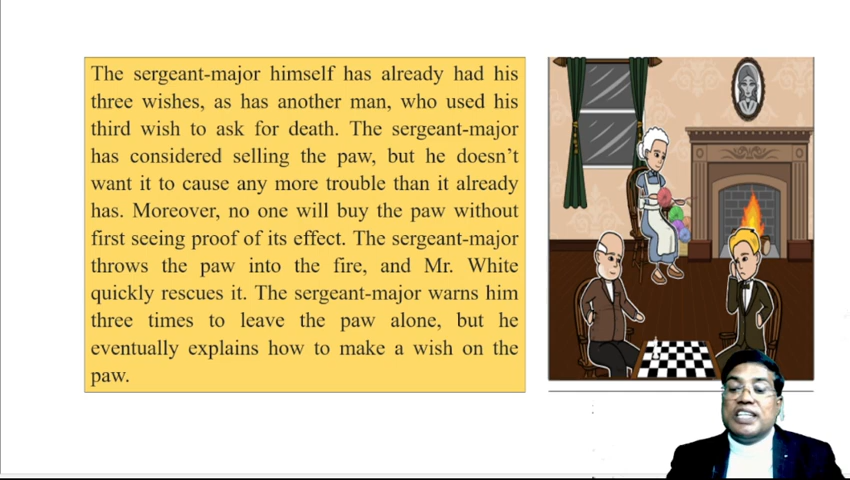 The sergeant-major himself has already had his
three wishes, as has another man, who used his
third wish to ask for death. The sergeant-major
has considered selling the paw, but he doesn't
want it to cause any more trouble than it already
has. Moreover, no one will buy the paw without
first seeing proof of its effect. The sergeant-major
throws the paw into the fire, and Mr. White
quickly rescues it. The sergeant-major warns him
three times to leave the paw alone, but he
eventually explains how to make a wish on the
paw.